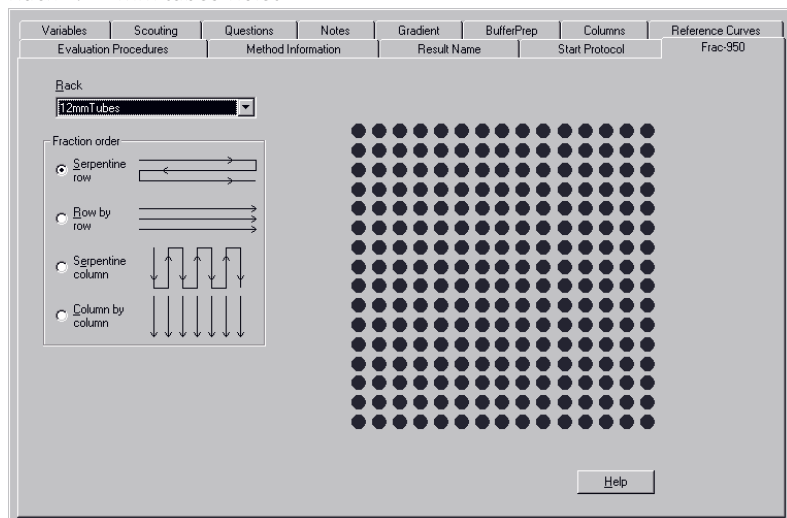 Variables Scouting Questions Notes Gradient BufferPrep Columns Reference Curves
Evaluation Procedures Method Information Result Name Start Protocol Frac-950
Rack
12mmTubes
Fraction order
Serpentine
row
Row by
row
Serpentine
column
Column by
column
Help